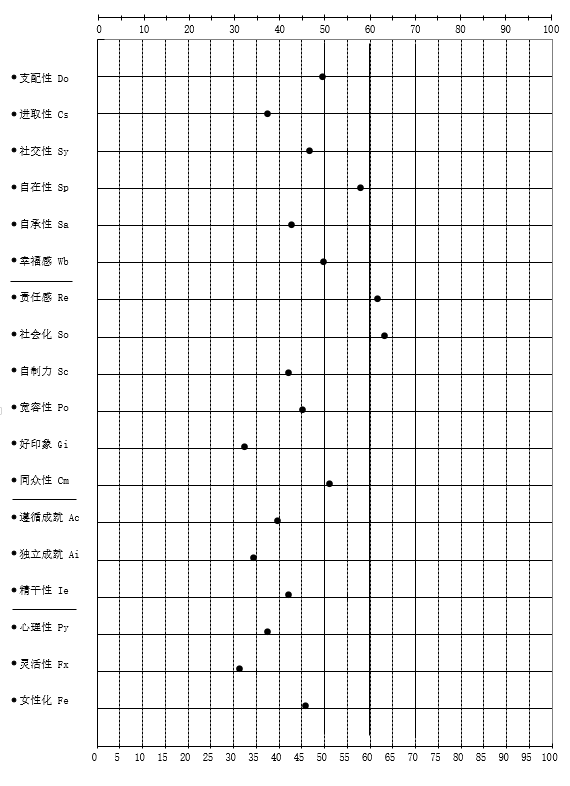 0 10 20 30 40 50 60 70 80 90 100
支配性 Do
进取性 Cs
社交性 Sy
自在性 Sp
自承性 Sa
幸福感 Wb
责任感 Re
社会化 So
自制力 Sc
宽容性 Po
好印象 Gi
同众性 Cm
遵循成就 Ac
独立成就 Ai
精干性 Ie
心理性 Py
灵活性 Fx
女性化 Fe
0 5 10 15 20 25 30 35 40 45 50 55 60 65 70 75 80 85 90 95 100